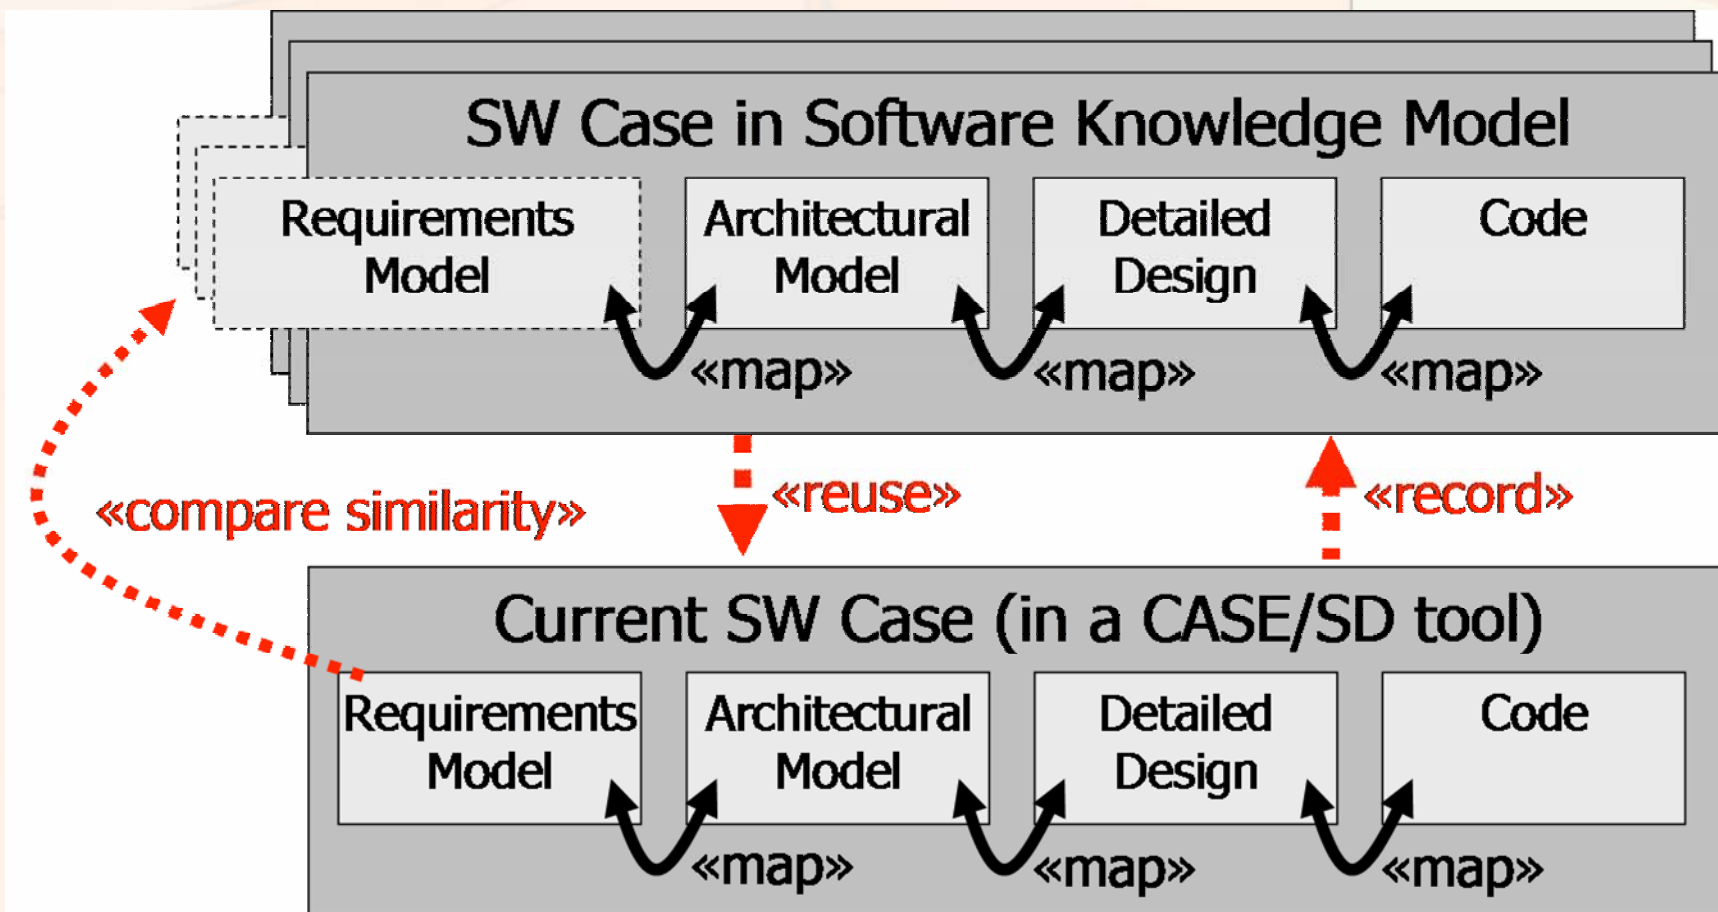 SW Case in Software Knowledge Model
Requirements
Model
Architectural
Model
Detailed
Design
Code
«map»
«map»
«map»
«compare similarity»
«reuse»
«record»
Current SW Case (in a CASE/SD tool)
Requirements
Model
Architectural
Model
Detailed
Design
Code
«map»
«map»
«map»